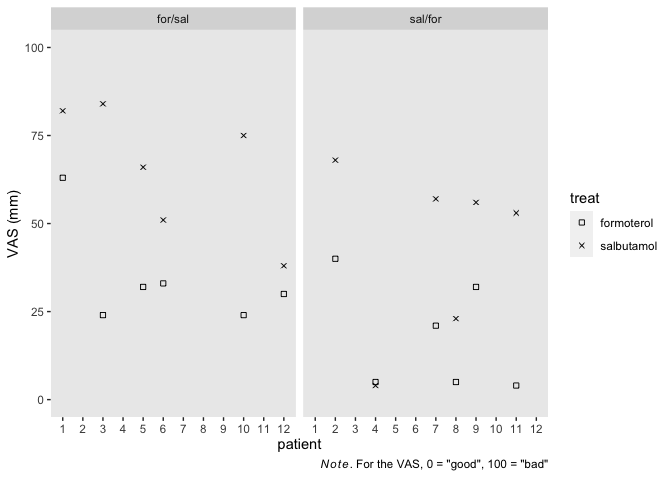 for/sal
sal/for
100
75
50
25
0
VAS (mm)
1 2 3 4 5 6 7 8 9 10 11 12
1 2 3 4 5 6 7 8 9 10 11 12
patient
treat
formoterol
salbutamol
Note. For the VAS, 0 = "good", 100 = "bad"